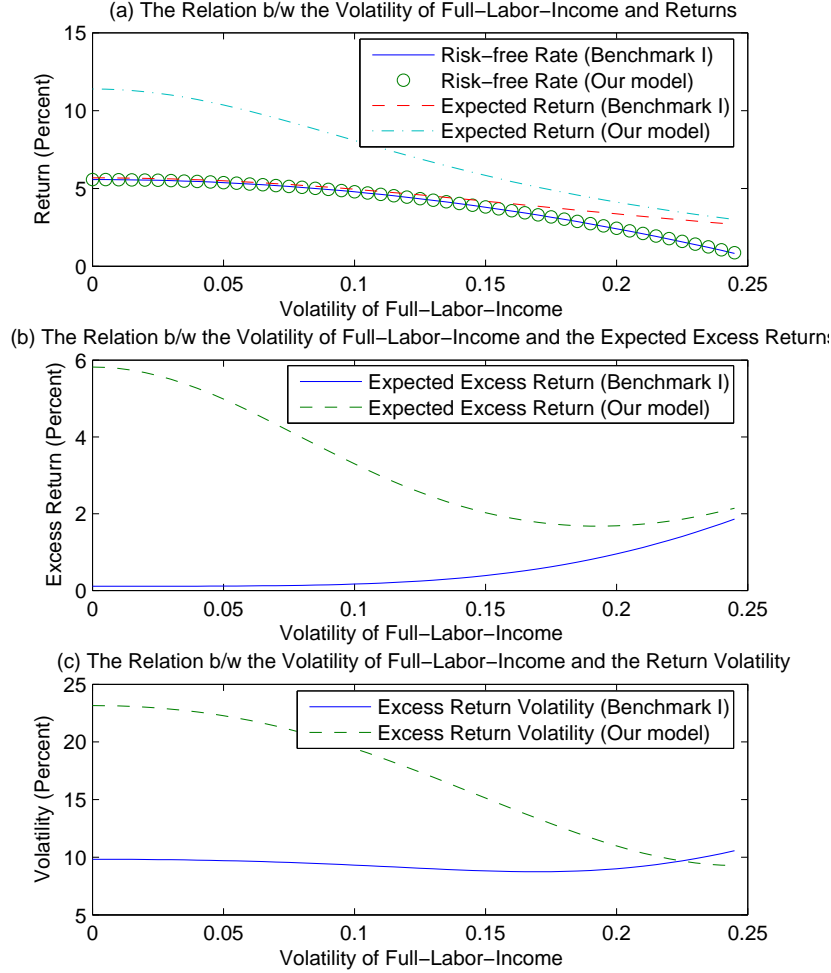 (a) The Relation b/w the Volatility of Full−Labor−Income and Returns
15
10
5
0
Return (Percent)
Risk−free Rate (Benchmark I)
Risk−free Rate (Our model)
Expected Return (Benchmark I)
Expected Return (Our model)
0 0.05 0.1 0.15 0.2 0.25
Volatility of Full−Labor−Income
(b) The Relation b/w the Volatility of Full−Labor−Income and the Expected Excess Returns
6
4
2
0
Excess Return (Percent)
Expected Excess Return (Benchmark I)
Expected Excess Return (Our model)
0 0.05 0.1 0.15 0.2 0.25
Volatility of Full−Labor−Income
(c) The Relation b/w the Volatility of Full−Labor−Income and the Return Volatility
25
20
15
10
5
Volatility (Percent)
Excess Return Volatility (Benchmark I)
Excess Return Volatility (Our model)
0 0.05 0.1 0.15 0.2 0.25
Volatility of Full−Labor−Income